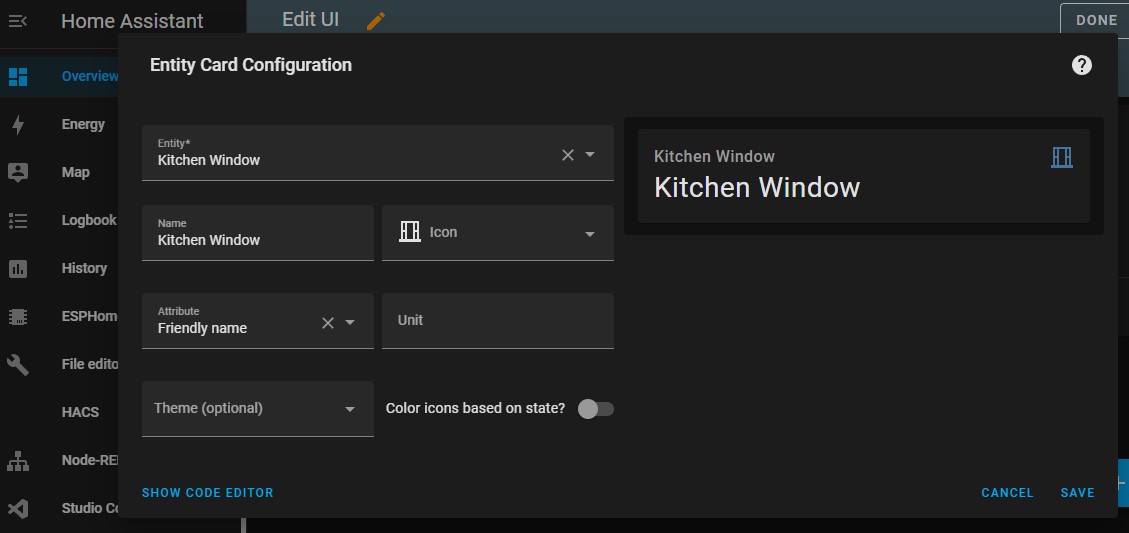 Home Assistant
Edit UI
DONE
Entity Card Configuration
Overview
Energy
Map
Logbook
History
ESPHom
File edito
HACS
Node-RE
Studio Co
Entity*
Kitchen Window
Name
Kitchen Window
Icon
Attribute
Friendly name
Unit
Theme (optional)
Color icons based on state?
Kitchen Window
Kitchen Window
SHOW CODE EDITOR
CANCEL
SAVE